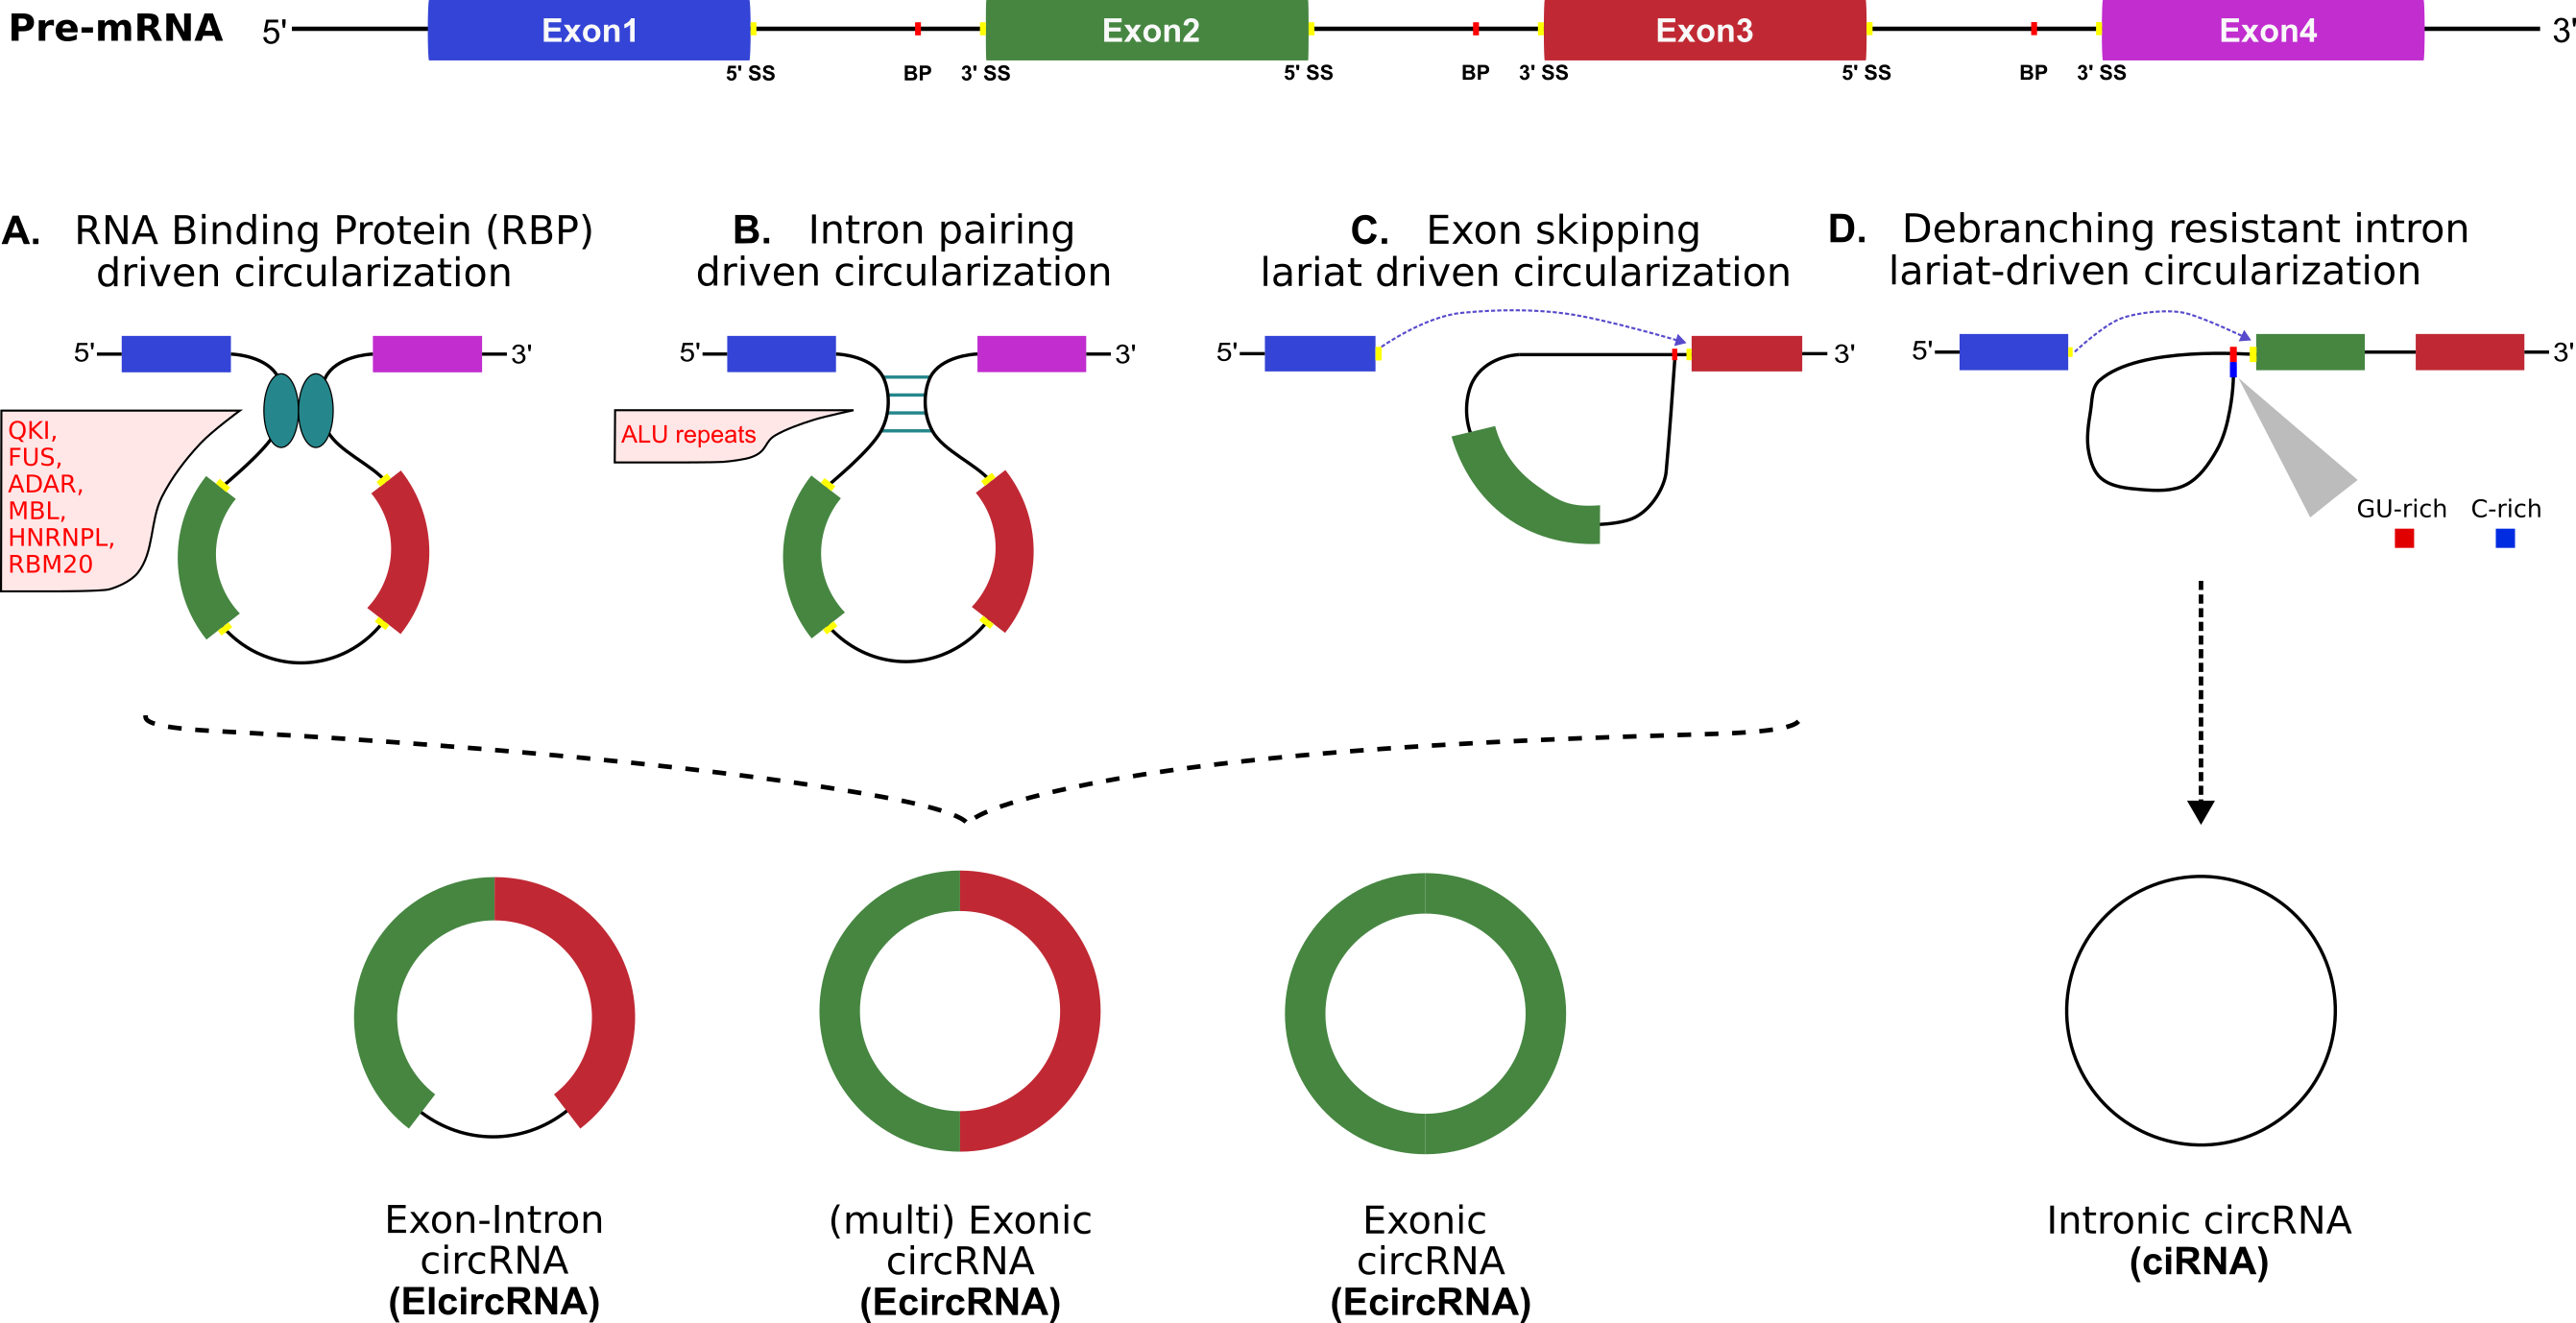 Pre-mRNA 5' Exon1 Exon2 Exon3 Exon4 3'
5' SS BP 3' SS 5' SS BP 3' SS 5' SS BP 3' SS
A. RNA Binding Protein (RBP)
driven circularization
5' 3'
QKI,
FUS,
ADAR,
MBL,
HNRNPL,
RBM20
B. Intron pairing
driven circularization
5' 3'
ALU repeats
C. Exon skipping
lariat driven circularization
5' 3'
D. Debranching resistant intron
lariat-driven circularization
5' 3'
GU-rich C-rich
Exon-Intron
circRNA
(EIcircRNA)
(multi) Exonic
circRNA
(EcircRNA)
Exonic
circRNA
(EcircRNA)
Intronic circRNA
(ciRNA)